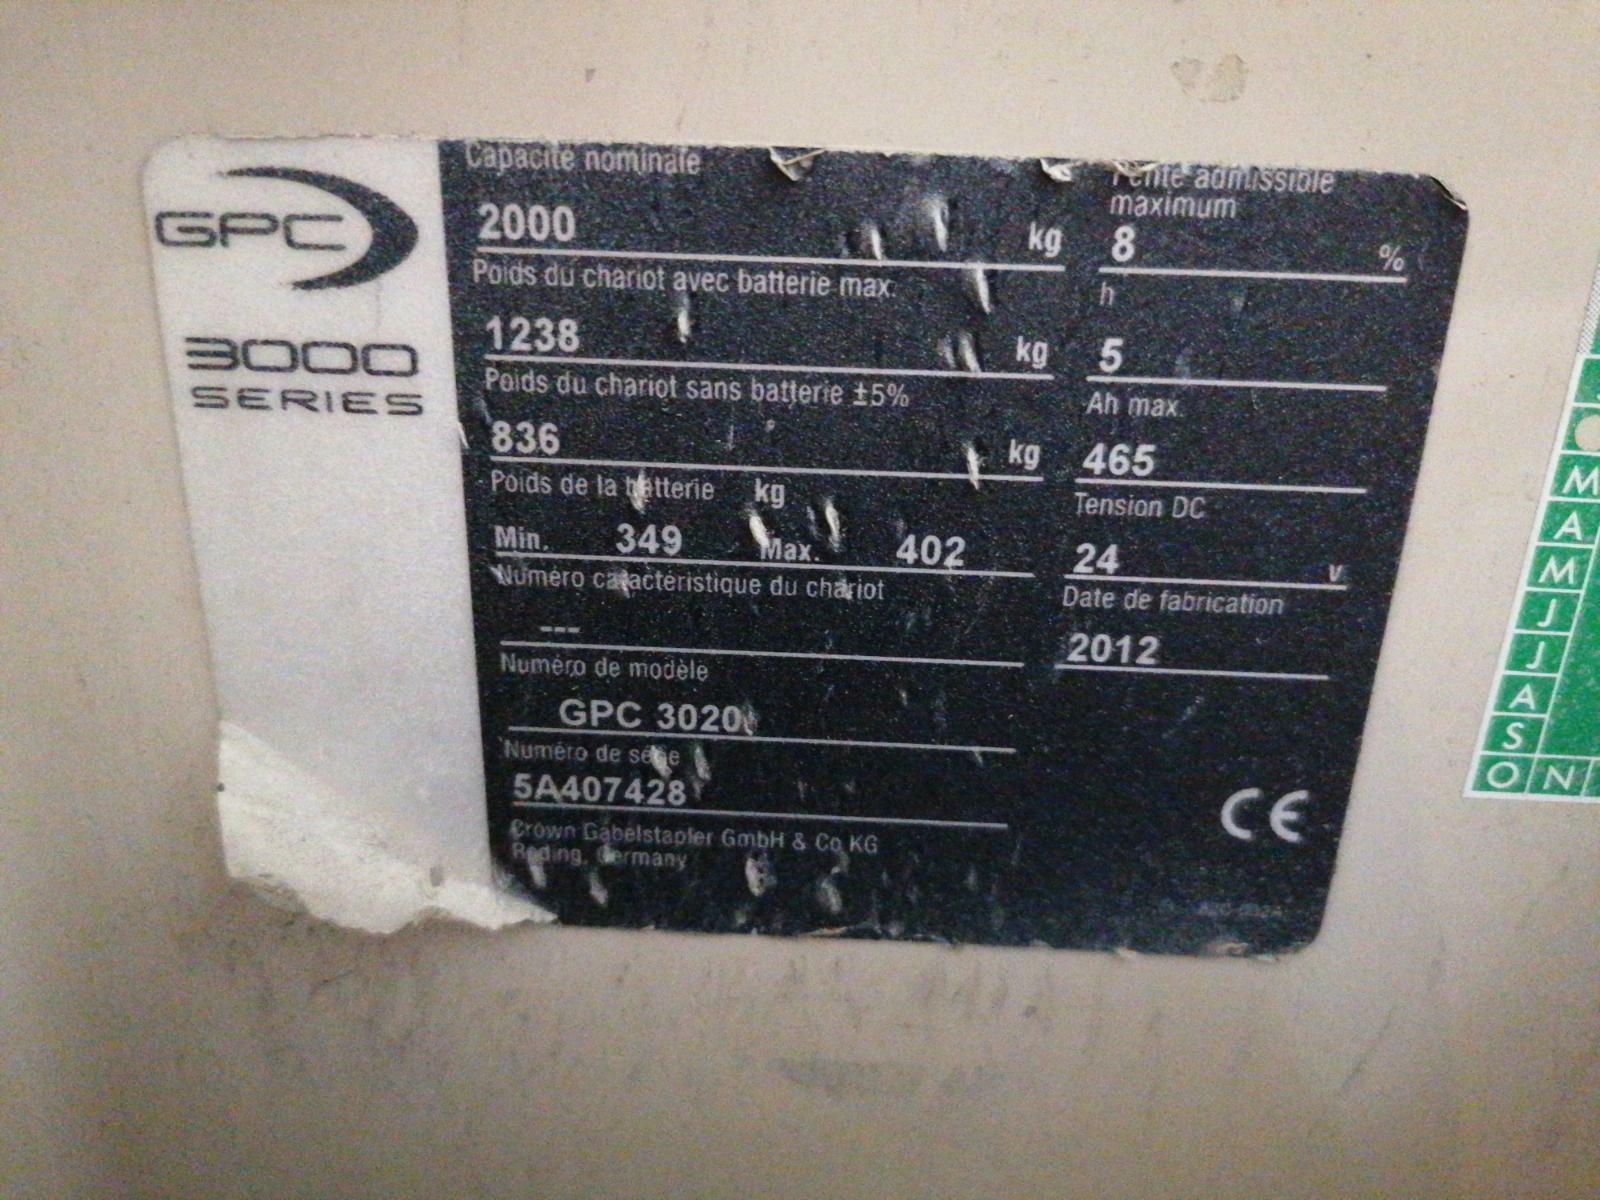 GPC
3000
SERIES
Capacité nominale
2000 kg
Poids du chariot avec batterie max.
1238 kg
Poids du chariot sans batterie ±5%
836 kg
Poids de la batterie kg
Min. 349 Max. 402
Numéro caractéristique du chariot
---
Numéro de modèle
GPC 3020
Numéro de série
5A407428
Crown Gabelstapler GmbH & Co KG
Reding, Germany
Pente admissible
maximum
8 %
h
5
Ah max.
465
Tension DC
24 V
Date de fabrication
2012
CE
J
M
A
M
J
J
A
S
O N